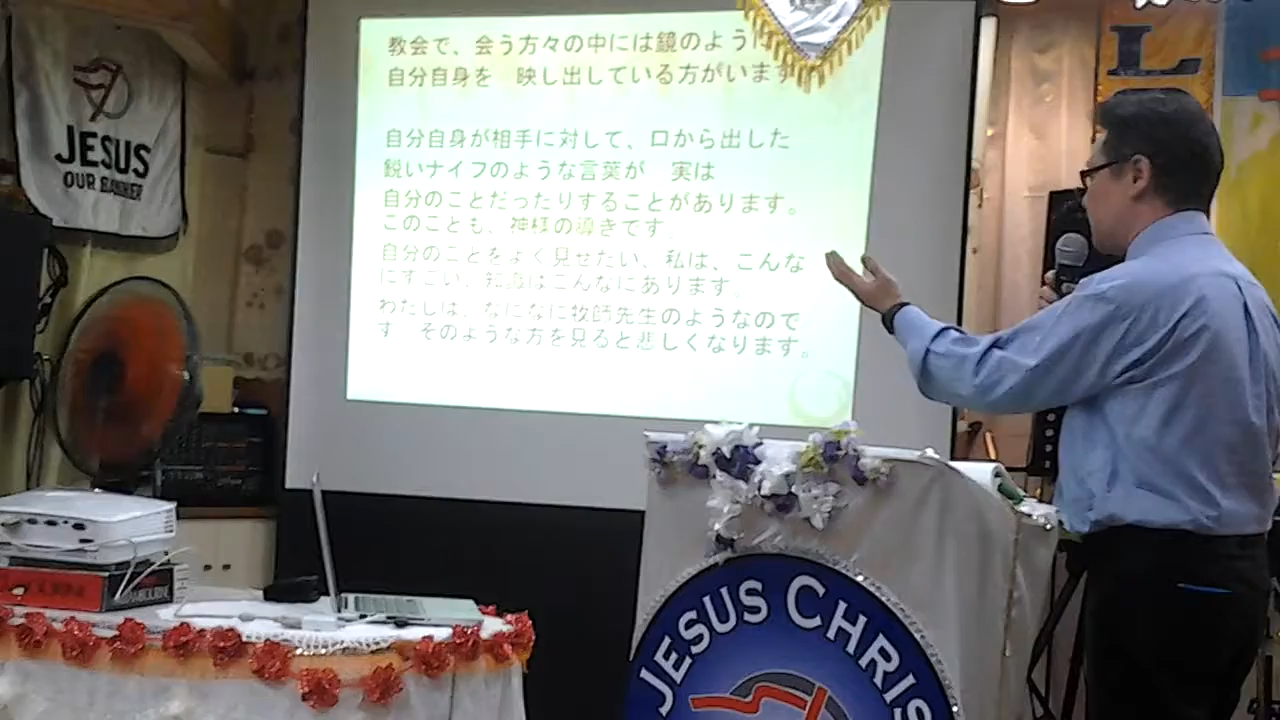 教会で、会う方々の中には鏡のように
自分自身を 映し出している方がいます
自分自身が相手に対して、口から出した
鋭いナイフのような言葉が 実は
自分のことだったりすることがあります。
このことも、神様の導きです。
自分のことをよく見せたい、私は、こんな
にすごい、知識はこんなにあります。
わたしは、なになに牧師先生のようなので
す そのような方を見ると悲しくなります。
JESUS
OUR BANNER
L
JESUS CHRIS